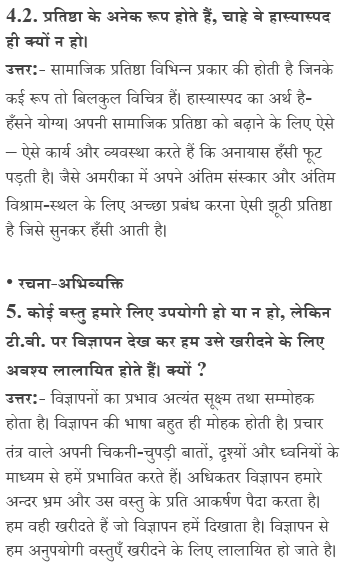 4.2. प्रतिष्ठा के अनेक रूप होते हैं, चाहे वे हास्यास्पद
ही क्यों न हो।
उत्तर:- सामाजिक प्रतिष्ठा विभिन्न प्रकार की होती है जिनके
कई रूप तो बिलकुल विचित्र हैं। हास्यास्पद का अर्थ है-
हँसने योग्य। अपनी सामाजिक प्रतिष्ठा को बढ़ाने के लिए ऐसे
– ऐसे कार्य और व्यवस्था करते हैं कि अनायास हँसी फूट
पड़ती है। जैसे अमरीका में अपने अंतिम संस्कार और अंतिम
विश्राम-स्थल के लिए अच्छा प्रबंध करना ऐसी झूठी प्रतिष्ठा
है जिसे सुनकर हँसी आती है।
• रचना-अभिव्यक्ति
5. कोई वस्तु हमारे लिए उपयोगी हो या न हो, लेकिन
टी.वी. पर विज्ञापन देख कर हम उसे खरीदने के लिए
अवश्य लालायित होते हैं। क्यों ?
उत्तर:- विज्ञापनों का प्रभाव अत्यंत सूक्ष्म तथा सम्मोहक
होता है। विज्ञापन की भाषा बहुत ही मोहक होती है। प्रचार
तंत्र वाले अपनी चिकनी-चुपड़ी बातों, दृश्यों और ध्वनियों के
माध्यम से हमें प्रभावित करते हैं। अधिकतर विज्ञापन हमारे
अन्दर भ्रम और उस वस्तु के प्रति आकर्षण पैदा करता है।
हम वही खरीदते हैं जो विज्ञापन हमें दिखाता है। विज्ञापन से
हम अनुपयोगी वस्तुएँ खरीदने के लिए लालायित हो जाते है।